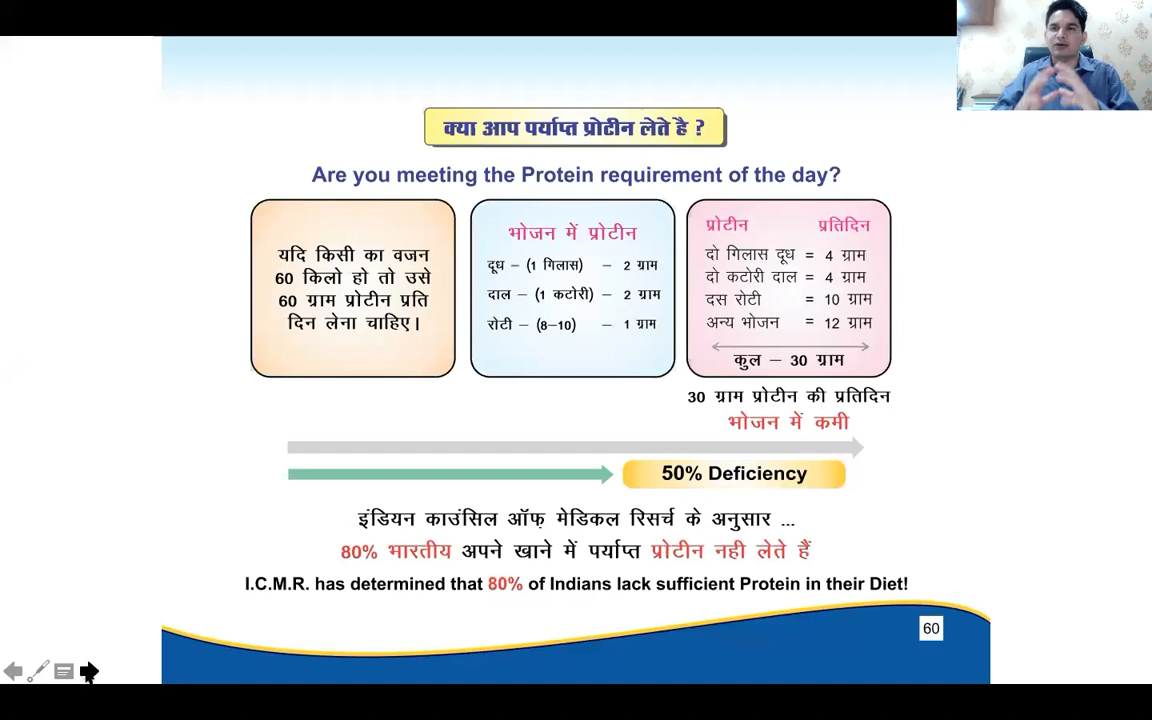 क्या आप पर्याप्त प्रोटीन लेते है ?
Are you meeting the Protein requirement of the day?
यदि किसी का वजन
60 किलो हो तो उसे
60 ग्राम प्रोटीन प्रति
दिन लेना चाहिए।
भोजन में प्रोटीन
दूध – (1 गिलास) – 2 ग्राम
दाल – (1 कटोरी) – 2 ग्राम
रोटी – (8–10) – 1 ग्राम
प्रोटीन प्रतिदिन
दो गिलास दूध = 4 ग्राम
दो कटोरी दाल = 4 ग्राम
दस रोटी = 10 ग्राम
अन्य भोजन = 12 ग्राम
कुल – 30 ग्राम
30 ग्राम प्रोटीन की प्रतिदिन
भोजन में कमी
50% Deficiency
इंडियन काउंसिल ऑफ़ मेडिकल रिसर्च के अनुसार ...
80% भारतीय अपने खाने में पर्याप्त प्रोटीन नही लेते हैं
I.C.M.R. has determined that 80% of Indians lack sufficient Protein in their Diet!
60